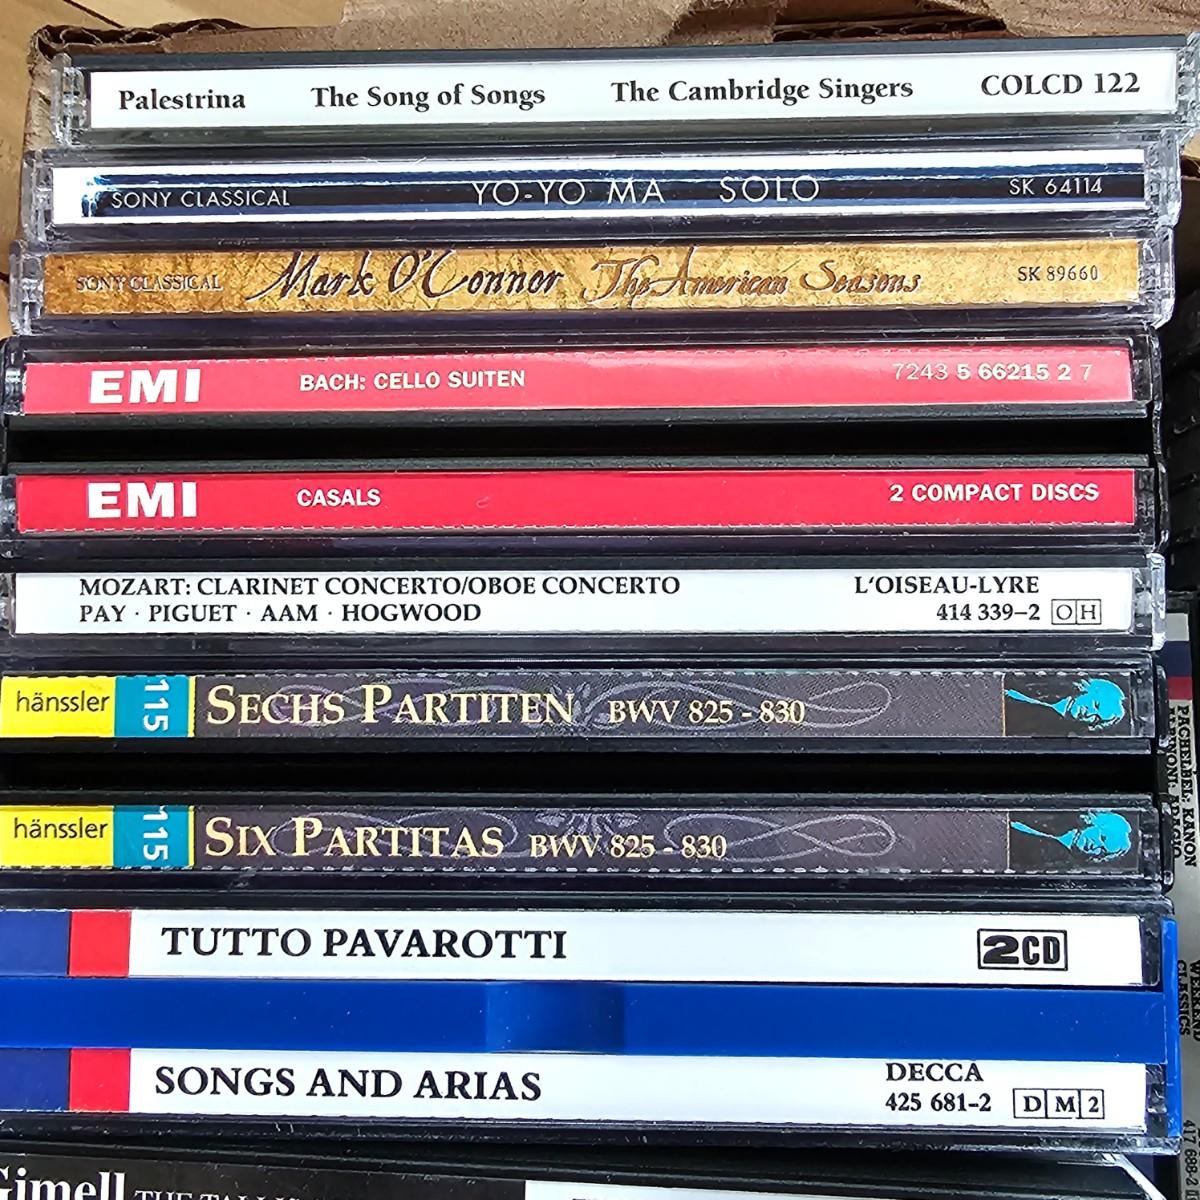 Palestrina The Song of Songs The Cambridge Singers COLCD 122
SONY CLASSICAL YO-YO MA SOLO SK 64114
SONY CLASSICAL Mark O'Connor The American Seasons SK 89660
EMI BACH: CELLO SUITEN 7243 5 66215 2 7
EMI CASALS 2 COMPACT DISCS
MOZART: CLARINET CONCERTO/OBOE CONCERTO L'OISEAU-LYRE
PAY · PIGUET · AAM · HOGWOOD 414 339–2 OH
hänssler 115 SECHS PARTITEN BWV 825 - 830
hänssler 115 SIX PARTITAS BWV 825 - 830
TUTTO PAVAROTTI 2CD
SONGS AND ARIAS DECCA
425 681-2 DM2
Gimell THE
PACHELBEL: KANON
WEEKEND
CLASSICS